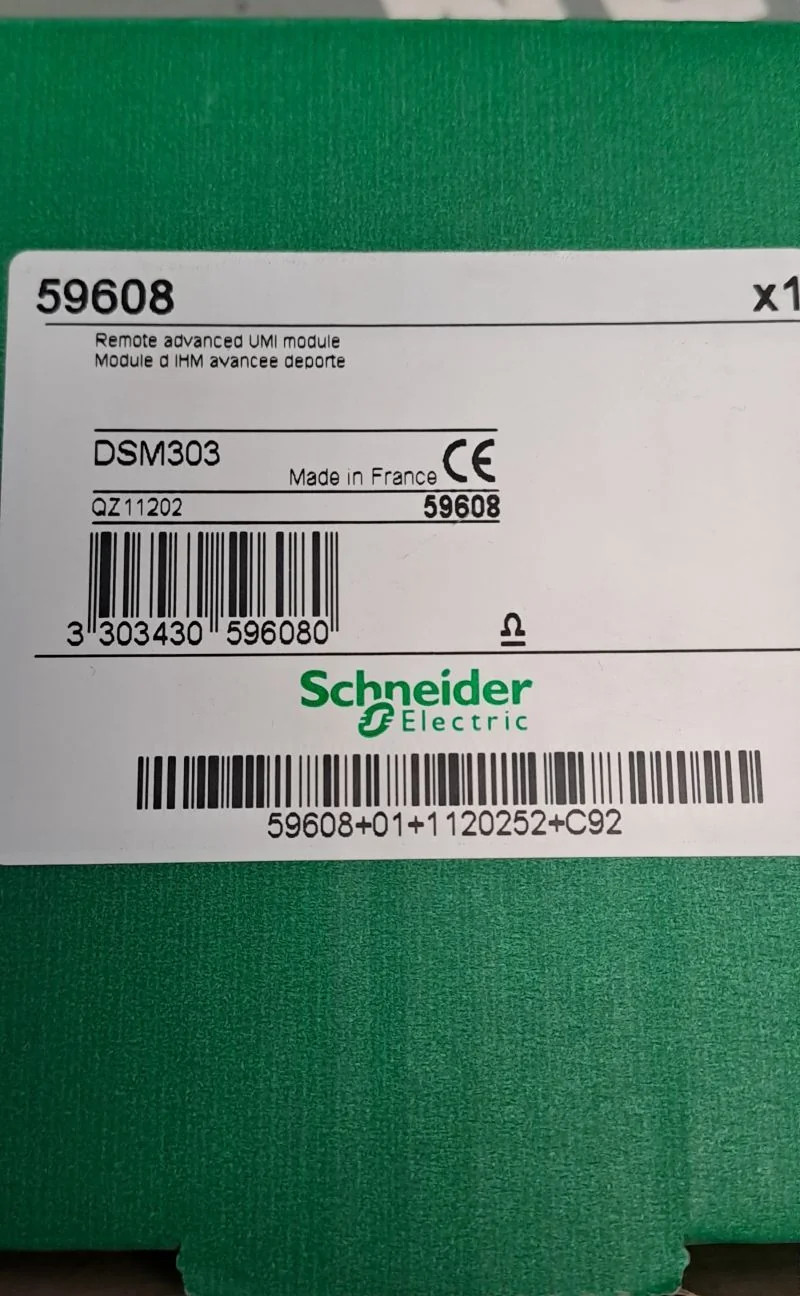 59608 x1
Remote advanced UMI module
Module d IHM avancee deporte
DSM303
Made in France CE
QZ11202 59608
3 303430 596080
Ω
Schneider
Electric
59608+01+1120252+C92